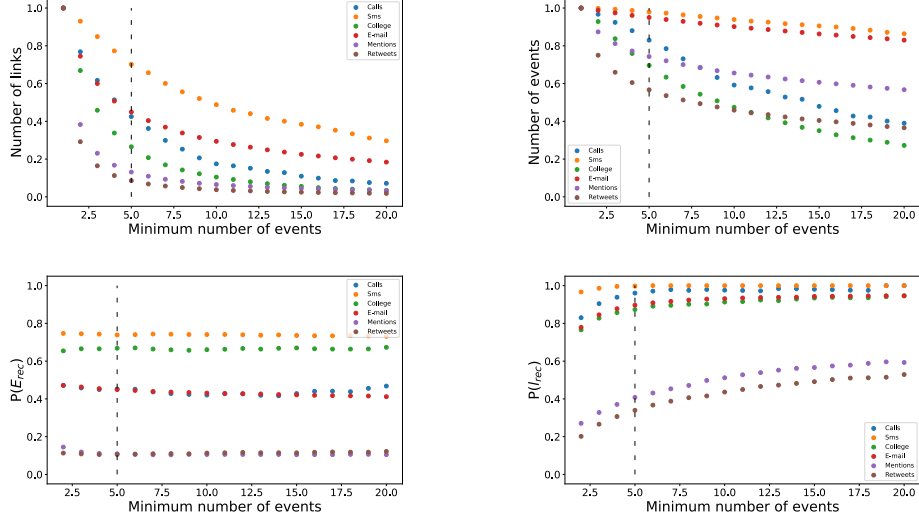 Number of links
1.0
0.8
0.6
0.4
0.2
0.0
2.5 5.0 7.5 10.0 12.5 15.0 17.5 20.0
Minimum number of events
Calls
Sms
College
E-mail
Mentions
Retweets
Number of events
1.0
0.8
0.6
0.4
0.2
0.0
Calls
Sms
College
E-mail
Mentions
Retweets
2.5 5.0 7.5 10.0 12.5 15.0 17.5 20.0
Minimum number of events
P(E_rec)
1.0
0.8
0.6
0.4
0.2
0.0
Calls
Sms
College
E-mail
Mentions
Retweets
2.5 5.0 7.5 10.0 12.5 15.0 17.5 20.0
Minimum number of events
P(I_rec)
1.0
0.8
0.6
0.4
0.2
0.0
Calls
Sms
College
E-mail
Mentions
Retweets
2.5 5.0 7.5 10.0 12.5 15.0 17.5 20.0
Minimum number of events